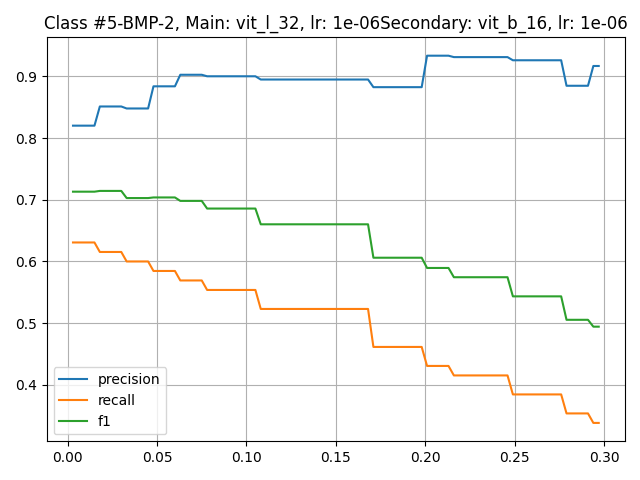 Class #5-BMP-2, Main: vit_l_32, lr: 1e-06Secondary: vit_b_16, lr: 1e-06
0.9
0.8
0.7
0.6
0.5
0.4
precision
recall
f1
0.00 0.05 0.10 0.15 0.20 0.25 0.30